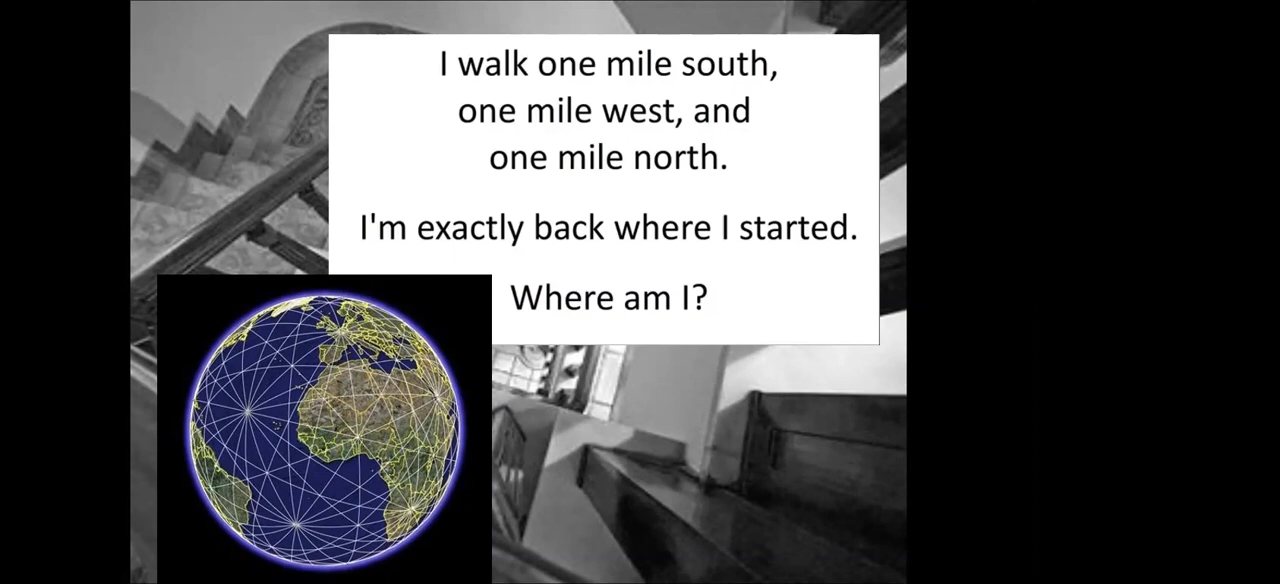 I walk one mile south,
one mile west, and
one mile north.
I'm exactly back where I started.
Where am I?